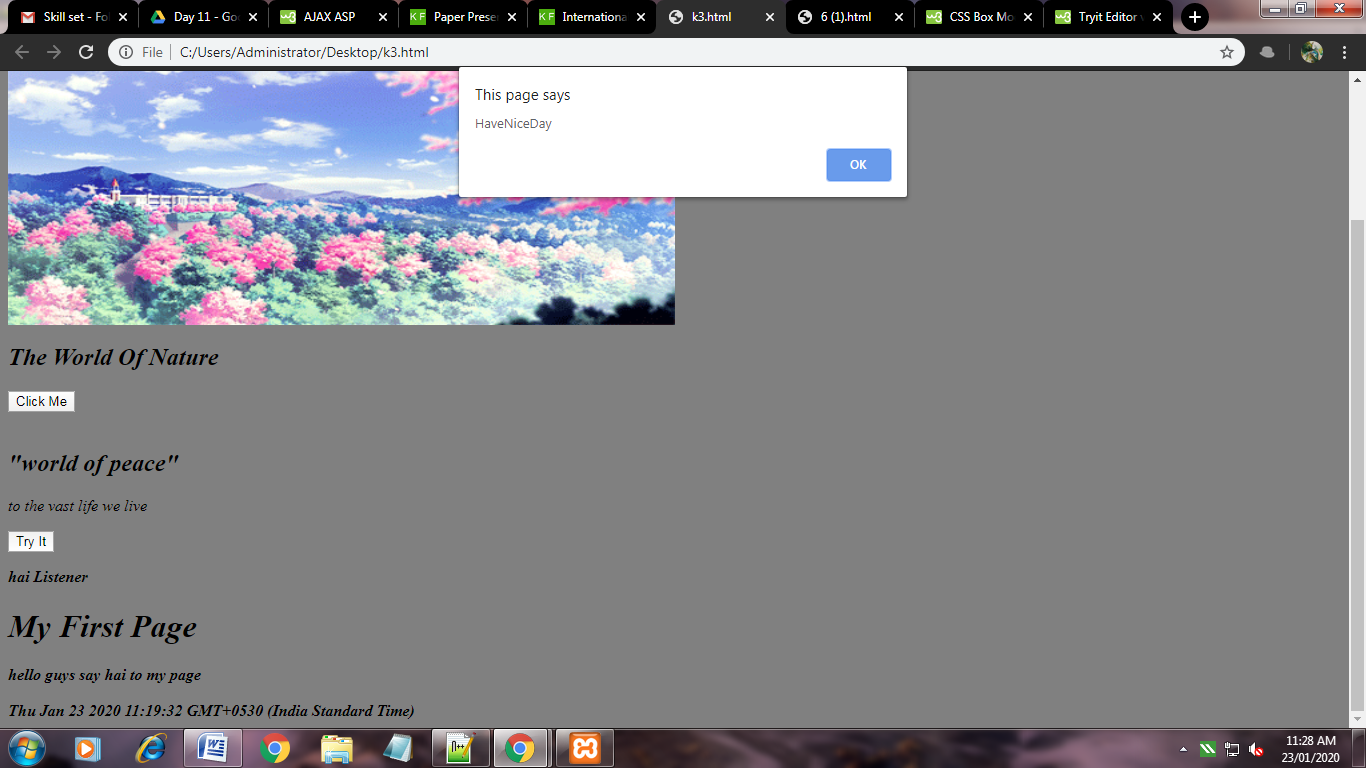 Skill set - Fo
Day 11 - Goo
AJAX ASP
KF Paper Prese
KF Internationa
k3.html
6 (1).html
CSS Box Mo
Tryit Editor v
File
C:/Users/Administrator/Desktop/k3.html
This page says
HaveNiceDay
OK
The World Of Nature
Click Me
"world of peace"
to the vast life we live
Try It
hai Listener
My First Page
hello guys say hai to my page
Thu Jan 23 2020 11:19:32 GMT+0530 (India Standard Time)
11:28 AM
23/01/2020